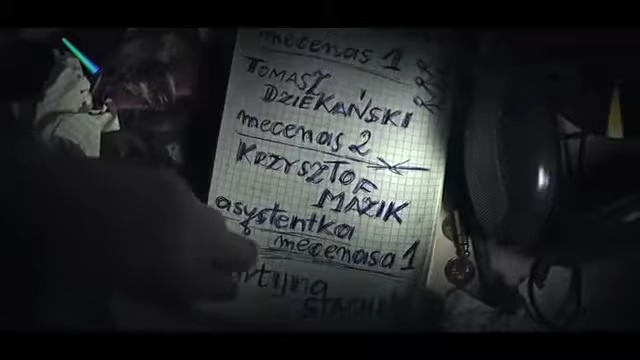 mecenas 1
TOMASZ
DZIEKAŃSKI
mecenas 2
KRZYSZTOF
MAZIK
asystentka
mecenasa 1